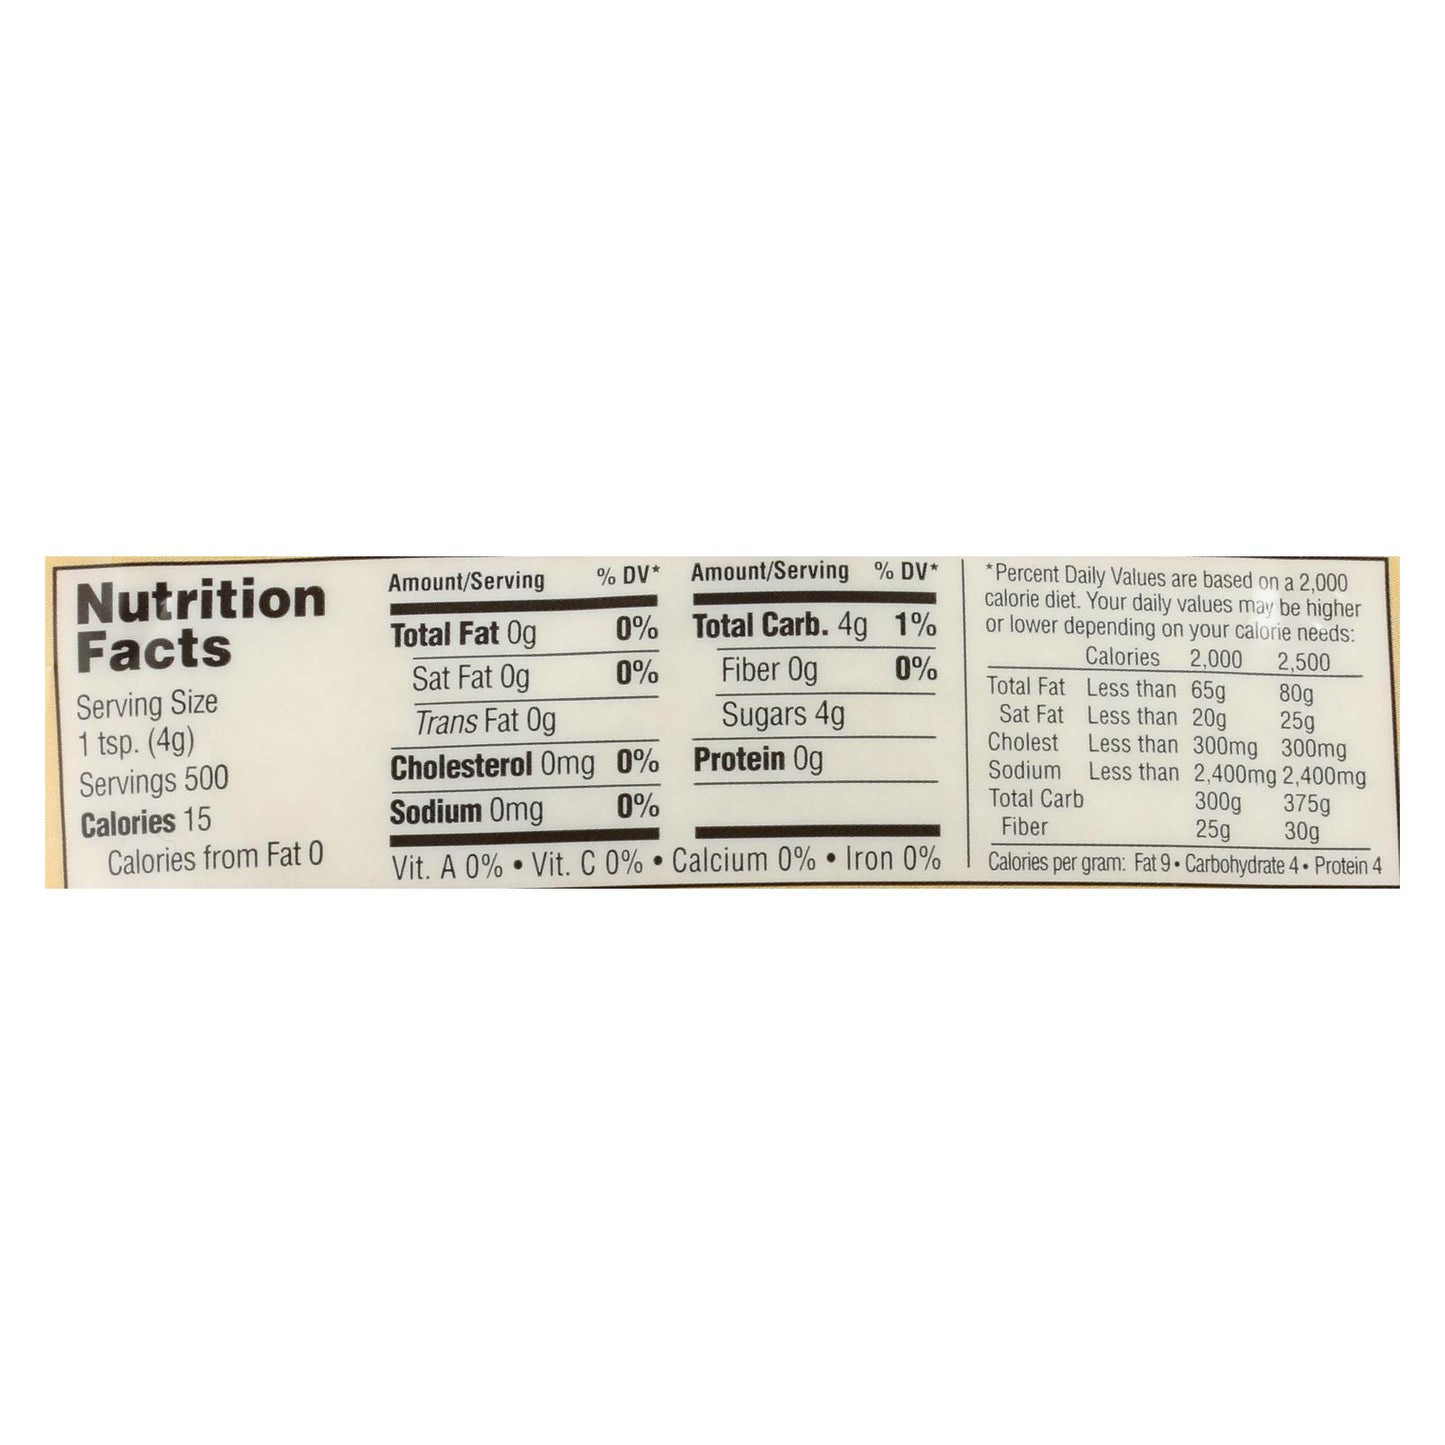 Nutrition
Facts
Serving Size
1 tsp. (4g)
Servings 500
Calories 15
Calories from Fat 0
Amount/Serving % DV*
Total Fat 0g 0%
Sat Fat 0g 0%
Trans Fat 0g
Cholesterol 0mg 0%
Sodium 0mg 0%
Amount/Serving % DV*
Total Carb. 4g 1%
Fiber 0g 0%
Sugars 4g
Protein 0g
Vit. A 0% • Vit. C 0% • Calcium 0% • Iron 0%
*Percent Daily Values are based on a 2,000
calorie diet. Your daily values may be higher
or lower depending on your calorie needs:
Calories 2,000 2,500
Total Fat Less than 65g 80g
Sat Fat Less than 20g 25g
Cholest Less than 300mg 300mg
Sodium Less than 2,400mg 2,400mg
Total Carb 300g 375g
Fiber 25g 30g
Calories per gram: Fat 9 • Carbohydrate 4 • Protein 4